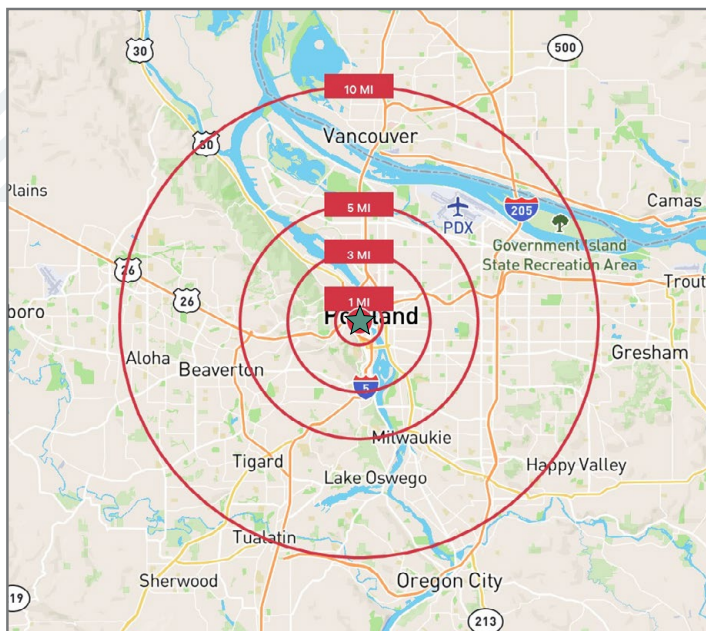 30
500
10 MI
Vancouver
30
Plains
5 MI
205
Camas
PDX
Government Island
State Recreation Area
3 MI
26
Trout
26
1 MI
boro
Portland
Aloha
Beaverton
Gresham
5
Milwaukie
Tigard
Lake Oswego
Happy Valley
Tualatin
Sherwood
Oregon City
19
213